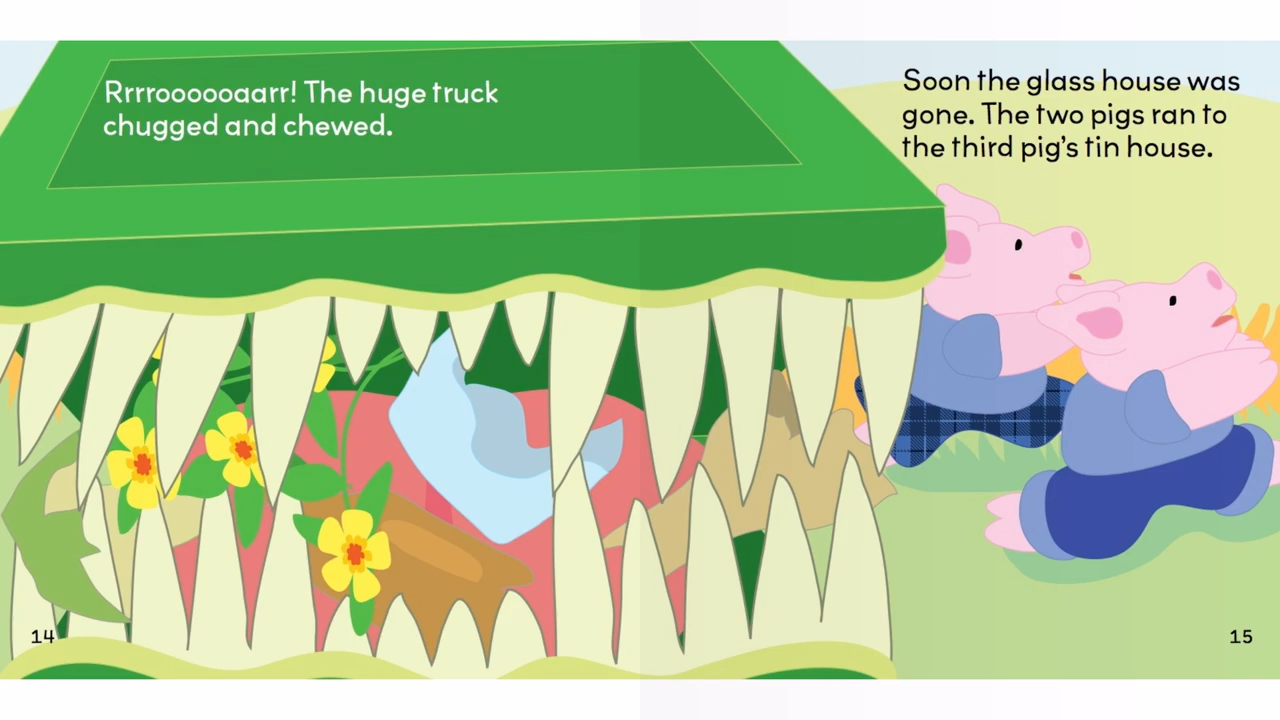 Rrrroooooaarr! The huge truck
chugged and chewed.
Soon the glass house was
gone. The two pigs ran to
the third pig's tin house.
14
15